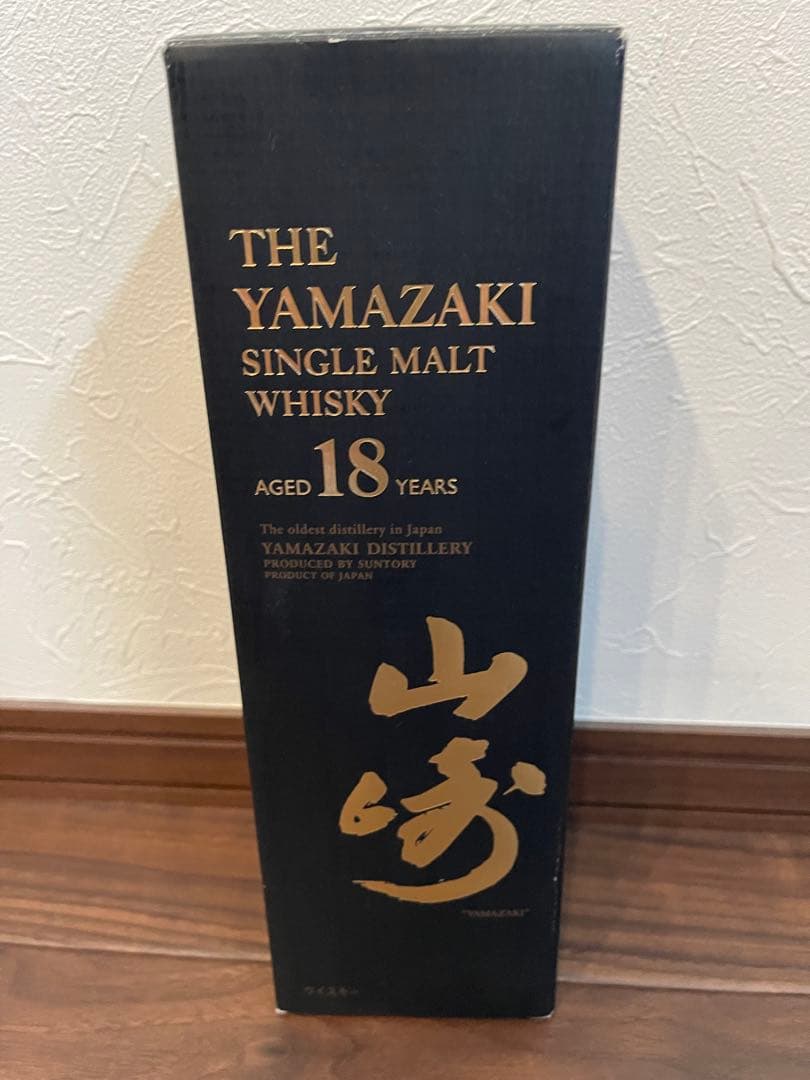 THE
YAMAZAKI
SINGLE MALT
WHISKY
AGED 18 YEARS
The oldest distillery in Japan
YAMAZAKI DISTILLERY
PRODUCED BY SUNTORY
PRODUCT OF JAPAN
山崎
"YAMAZAKI"
ウイスキー